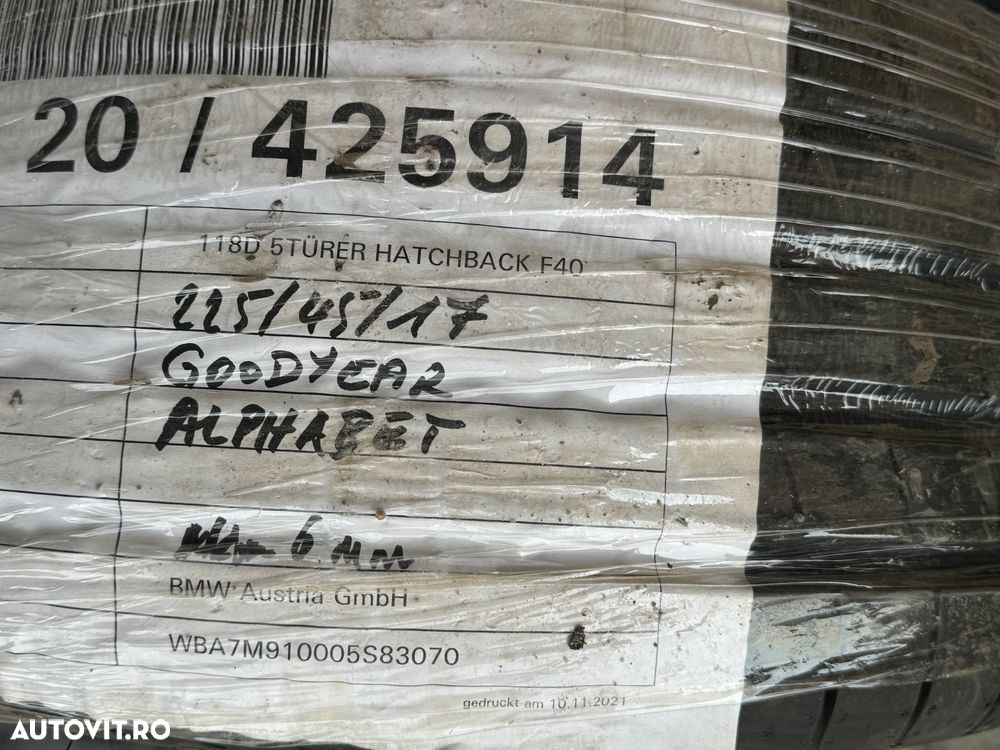 20 / 425914
118D 5TÜRER HATCHBACK F40
225/45/17
GOODYEAR
ALPHABET
6 mm
BMW Austria GmbH
WBA7M910005S83070
gedruckt am 10.11.2021
AUTOVIT.RO